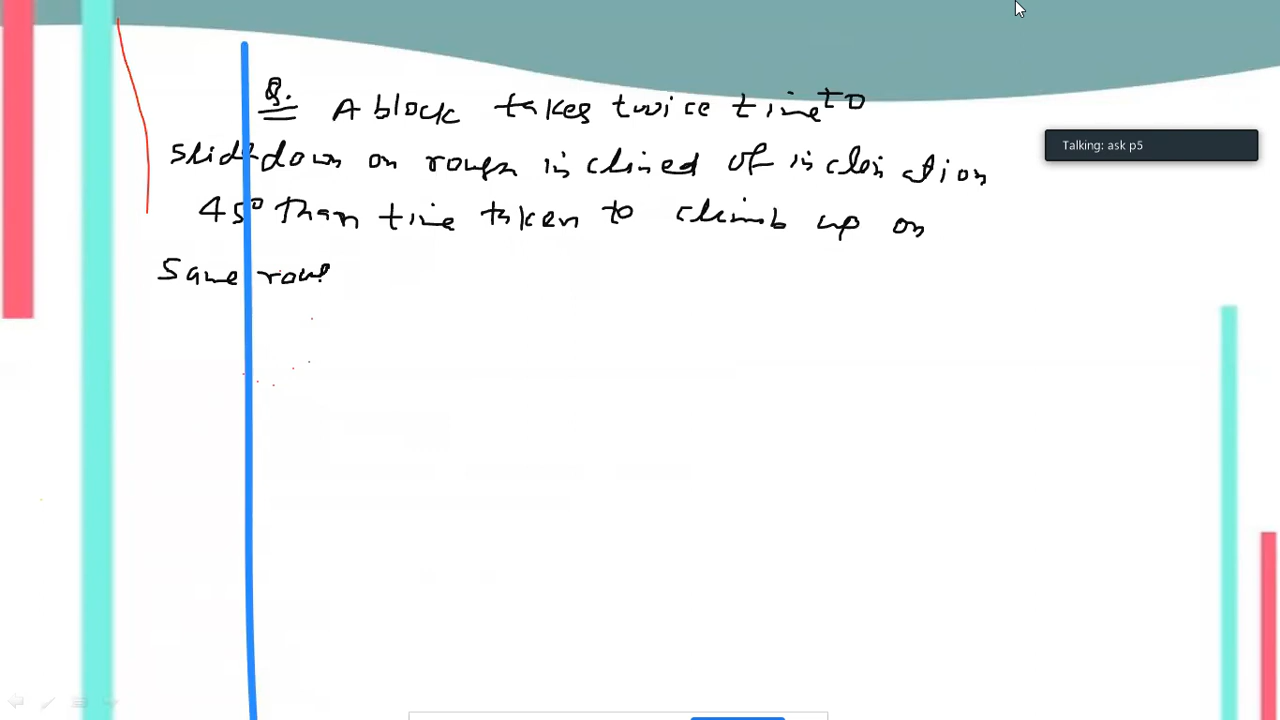 Q. A block takes twice time to
slide down on rough inclined of inclination
45° than time taken to climb up on
Same roug
Talking: ask p5